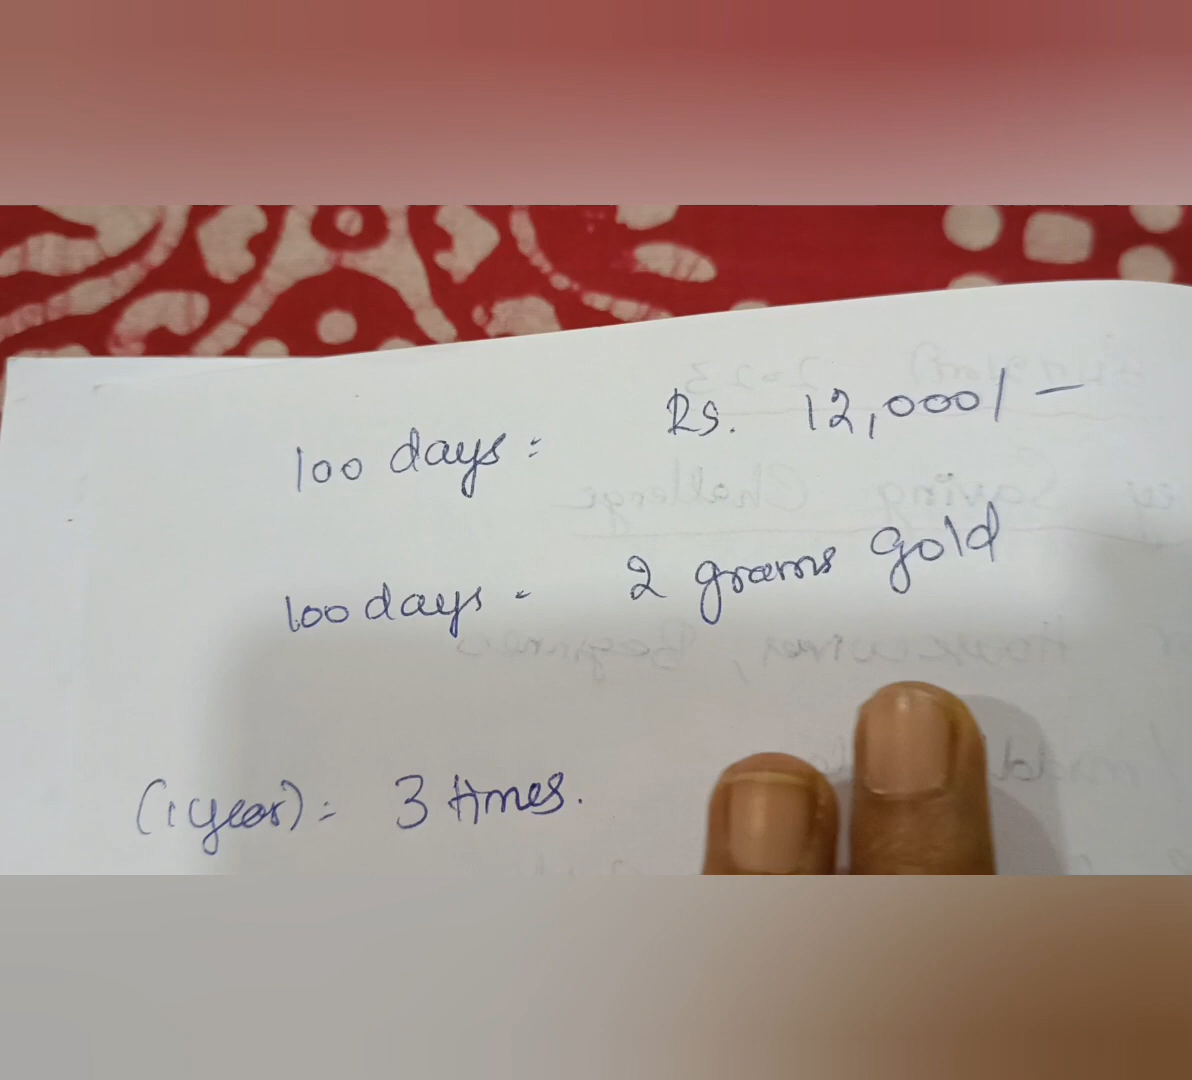 100 days = Rs. 12,000/-
100 days = 2 grams gold
(1 year) = 3 times.